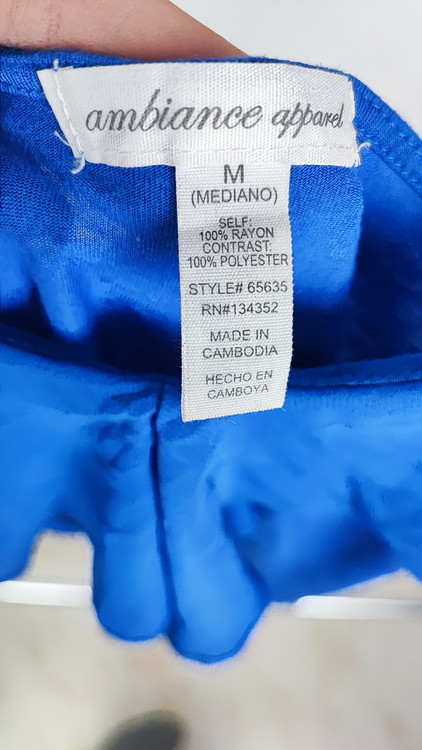 ambiance apparel
M
(MEDIANO)
SELF:
100% RAYON
CONTRAST:
100% POLYESTER
STYLE# 65635
RN#134352
MADE IN
CAMBODIA
HECHO EN
CAMBOYA